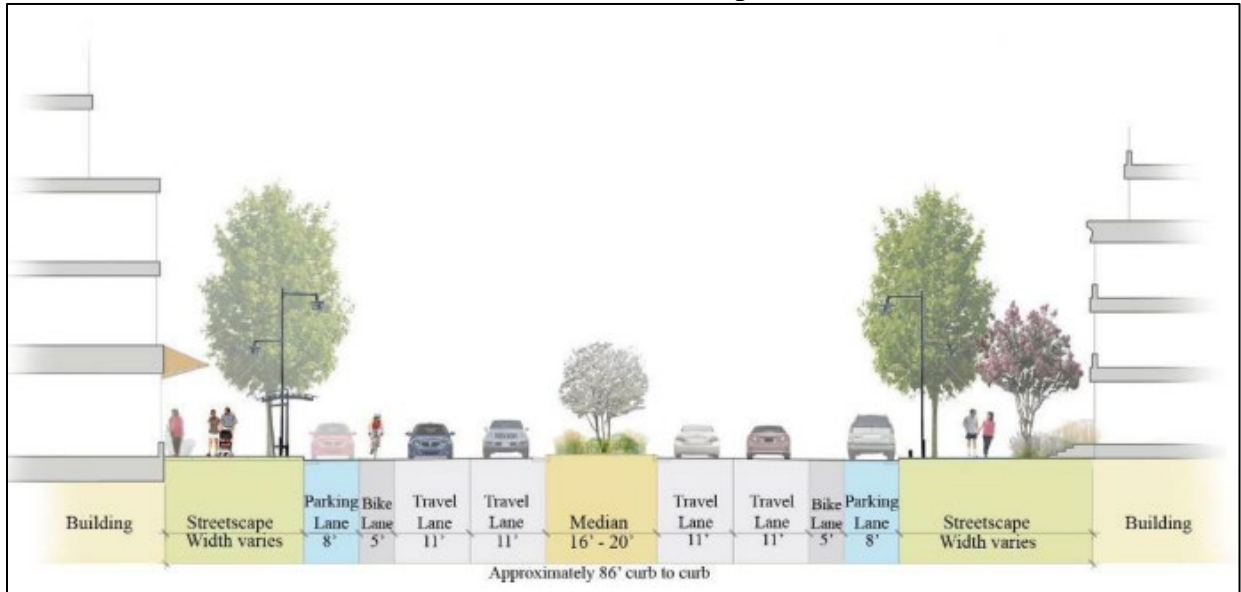 Building
Streetscape
Width varies
Parking
Lane
8'
Bike
Lane
5'
Travel
Lane
11'
Travel
Lane
11'
Median
16' - 20'
Travel
Lane
11'
Travel
Lane
11'
Bike
Lane
5'
Parking
Lane
8'
Streetscape
Width varies
Building
Approximately 86' curb to curb